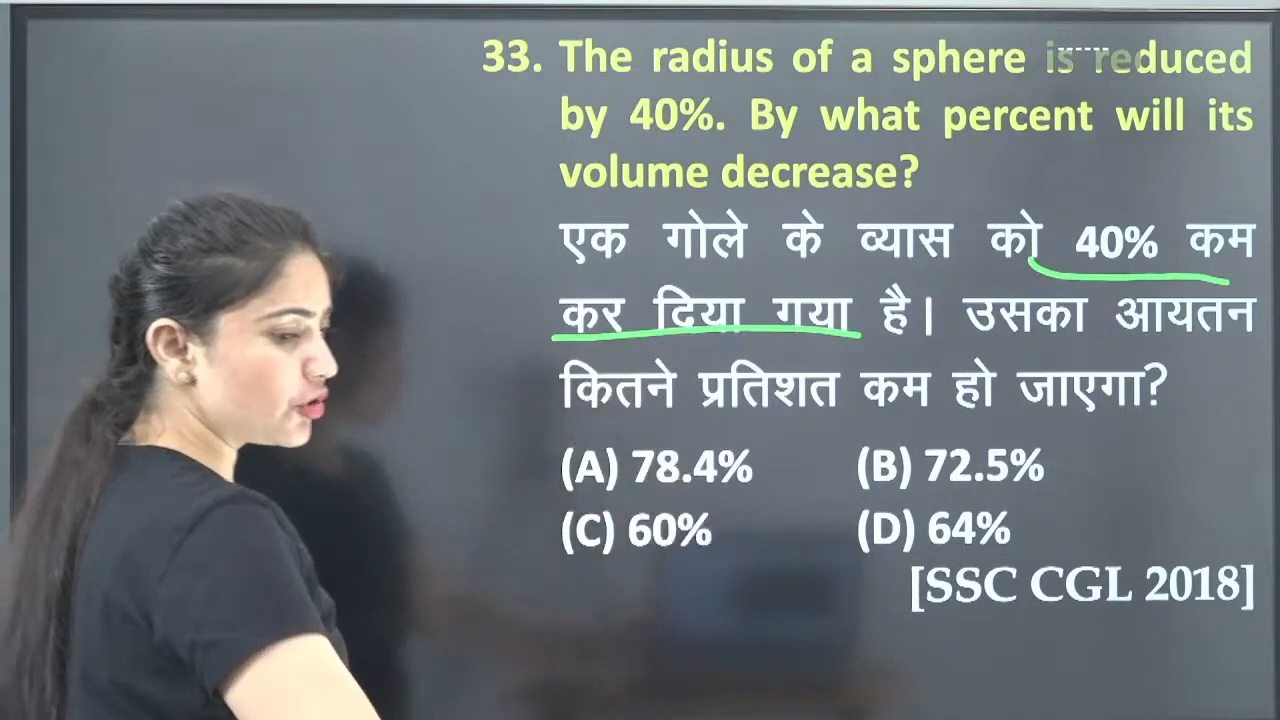 33. The radius of a sphere is reduced
by 40%. By what percent will its
volume decrease?
एक गोले के व्यास को 40% कम
कर दिया गया है। उसका आयतन
कितने प्रतिशत कम हो जाएगा?
(A) 78.4% (B) 72.5%
(C) 60% (D) 64%
[SSC CGL 2018]